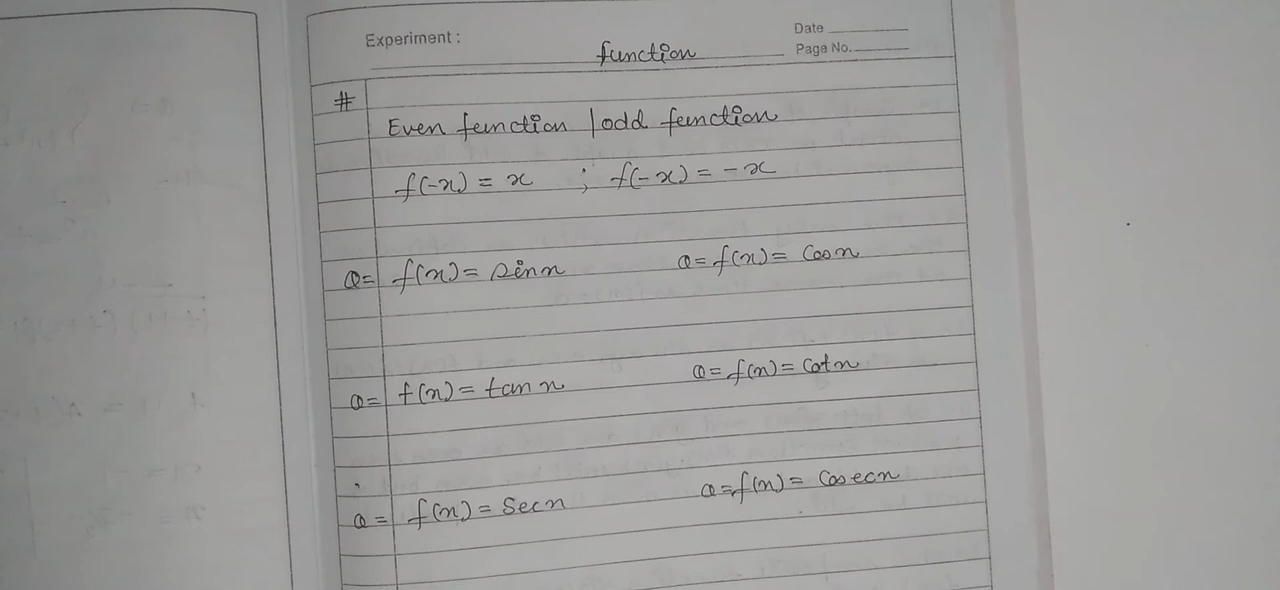 Experiment :
Date
function
Page No.
#
Even function / odd function
f(-x) = x ; f(-x) = -x
Q= f(x) = sinx Q= f(x) = Cosx
Q= f(x) = tan x Q= f(x) = Cotx
Q= f(x) = Secx Q= f(x) = Cosecx